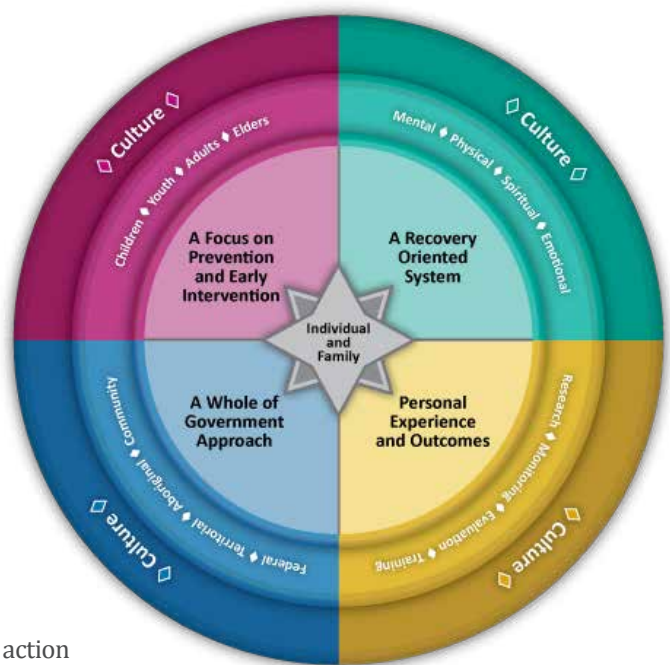 ◇ Culture ◇
Children ◆ Youth ◆ Adults ◆ Elders
A Focus on
Prevention
and Early
Intervention
◇ Culture ◇
Mental ◆ Physical ◆ Spiritual ◆ Emotional
A Recovery
Oriented
System
Individual
and
Family
A Whole of
Government
Approach
Federal ◆ Territorial ◆ Aboriginal ◆ Community
◇ Culture ◇
Personal
Experience
and Outcomes
Research ◆ Monitoring ◆ Evaluation ◆ Training
◇ Culture ◇
action